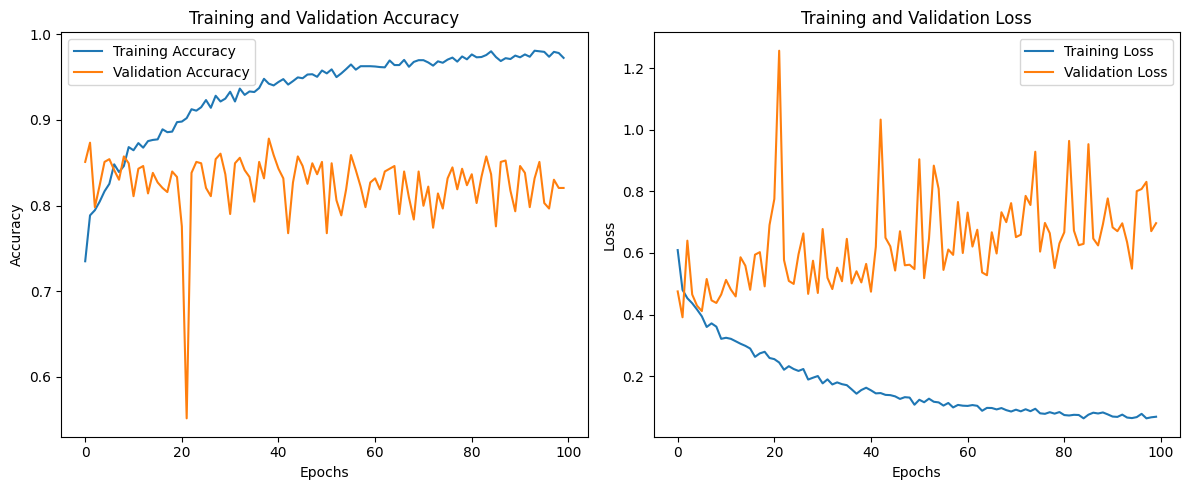 Training and Validation Accuracy
Training Accuracy
Validation Accuracy
1.0
0.9
0.8
0.7
0.6
Accuracy
0
20
40
60
80
100
Epochs
Training and Validation Loss
Training Loss
Validation Loss
1.2
1.0
0.8
0.6
0.4
0.2
Loss
0
20
40
60
80
100
Epochs